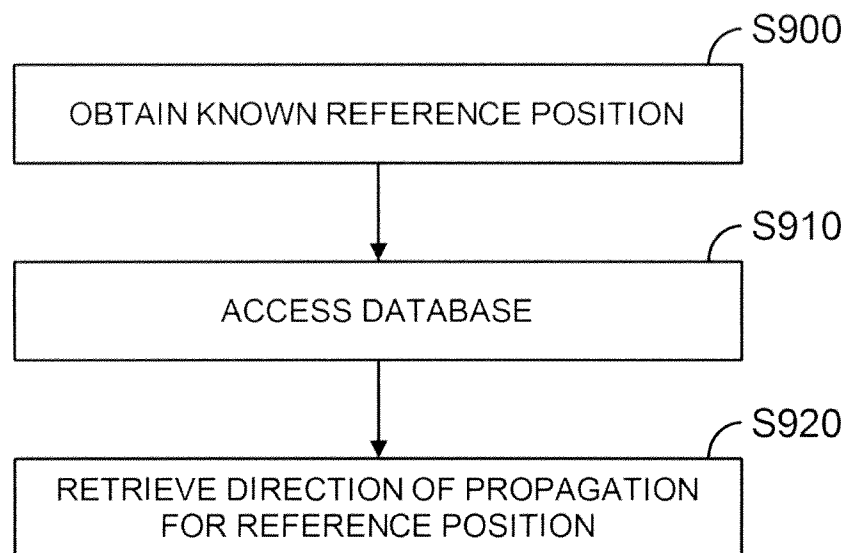 S900
OBTAIN KNOWN REFERENCE POSITION
S910
ACCESS DATABASE
S920
RETRIEVE DIRECTION OF PROPAGATION
FOR REFERENCE POSITION